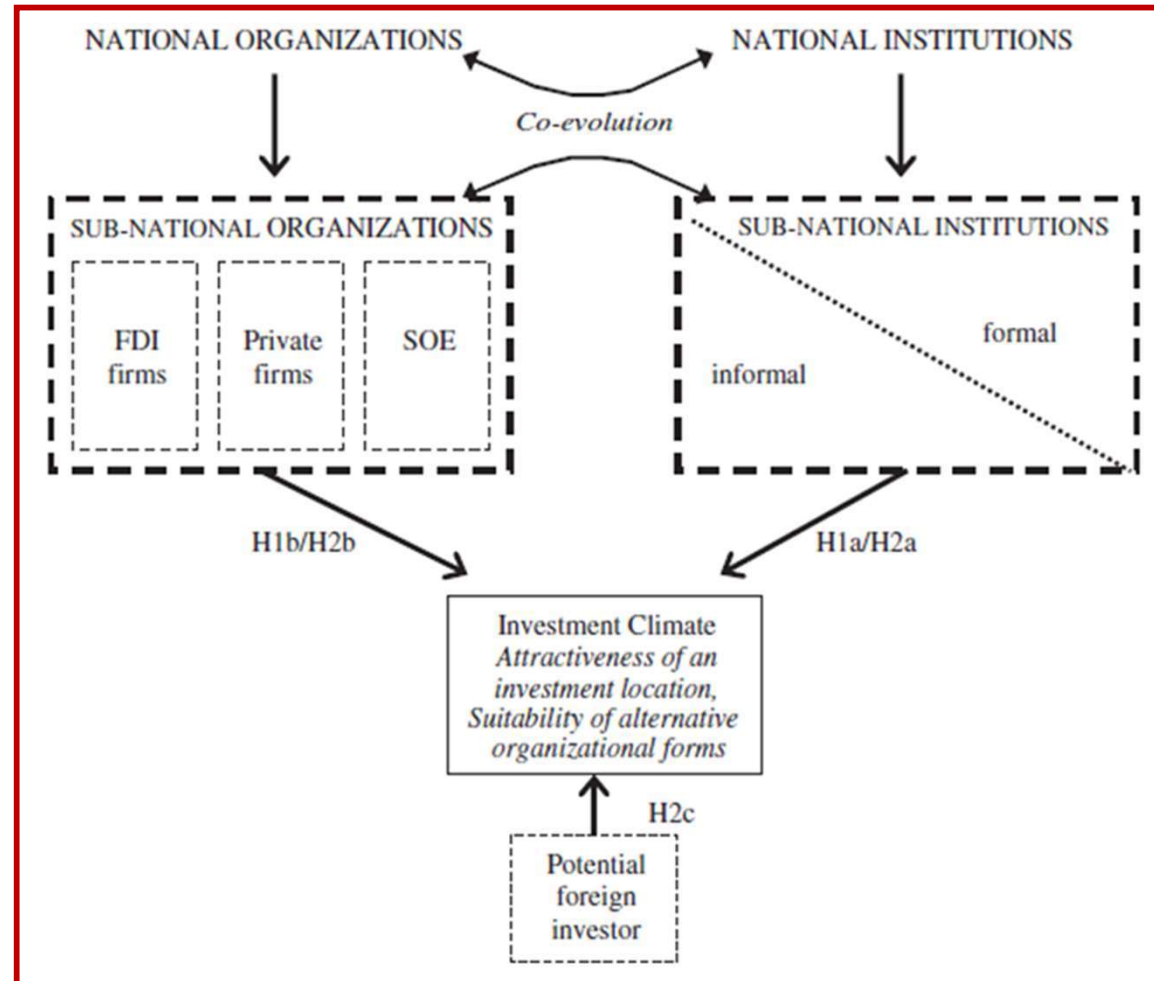 NATIONAL ORGANIZATIONS
NATIONAL INSTITUTIONS
Co-evolution
SUB-NATIONAL ORGANIZATIONS
SUB-NATIONAL INSTITUTIONS
FDI
firms
Private
firms
SOE
informal
formal
H1b/H2b
H1a/H2a
Investment Climate
Attractiveness of an
investment location,
Suitability of alternative
organizational forms
H2c
Potential
foreign
investor